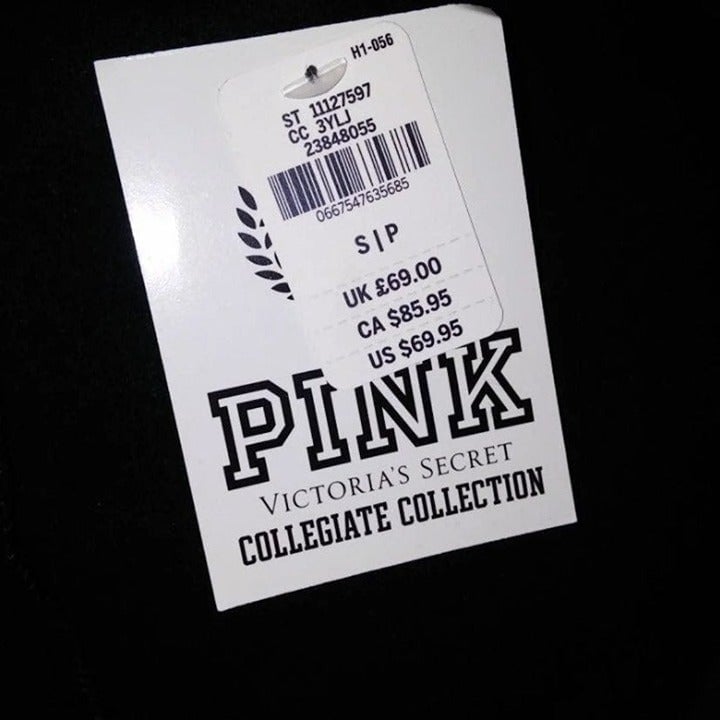 H1-056
ST 11127597
CC 3YLJ
23848055
0667547635685
S|P
UK £69.00
CA $85.95
US $69.95
PINK
VICTORIA'S SECRET
COLLEGIATE COLLECTION